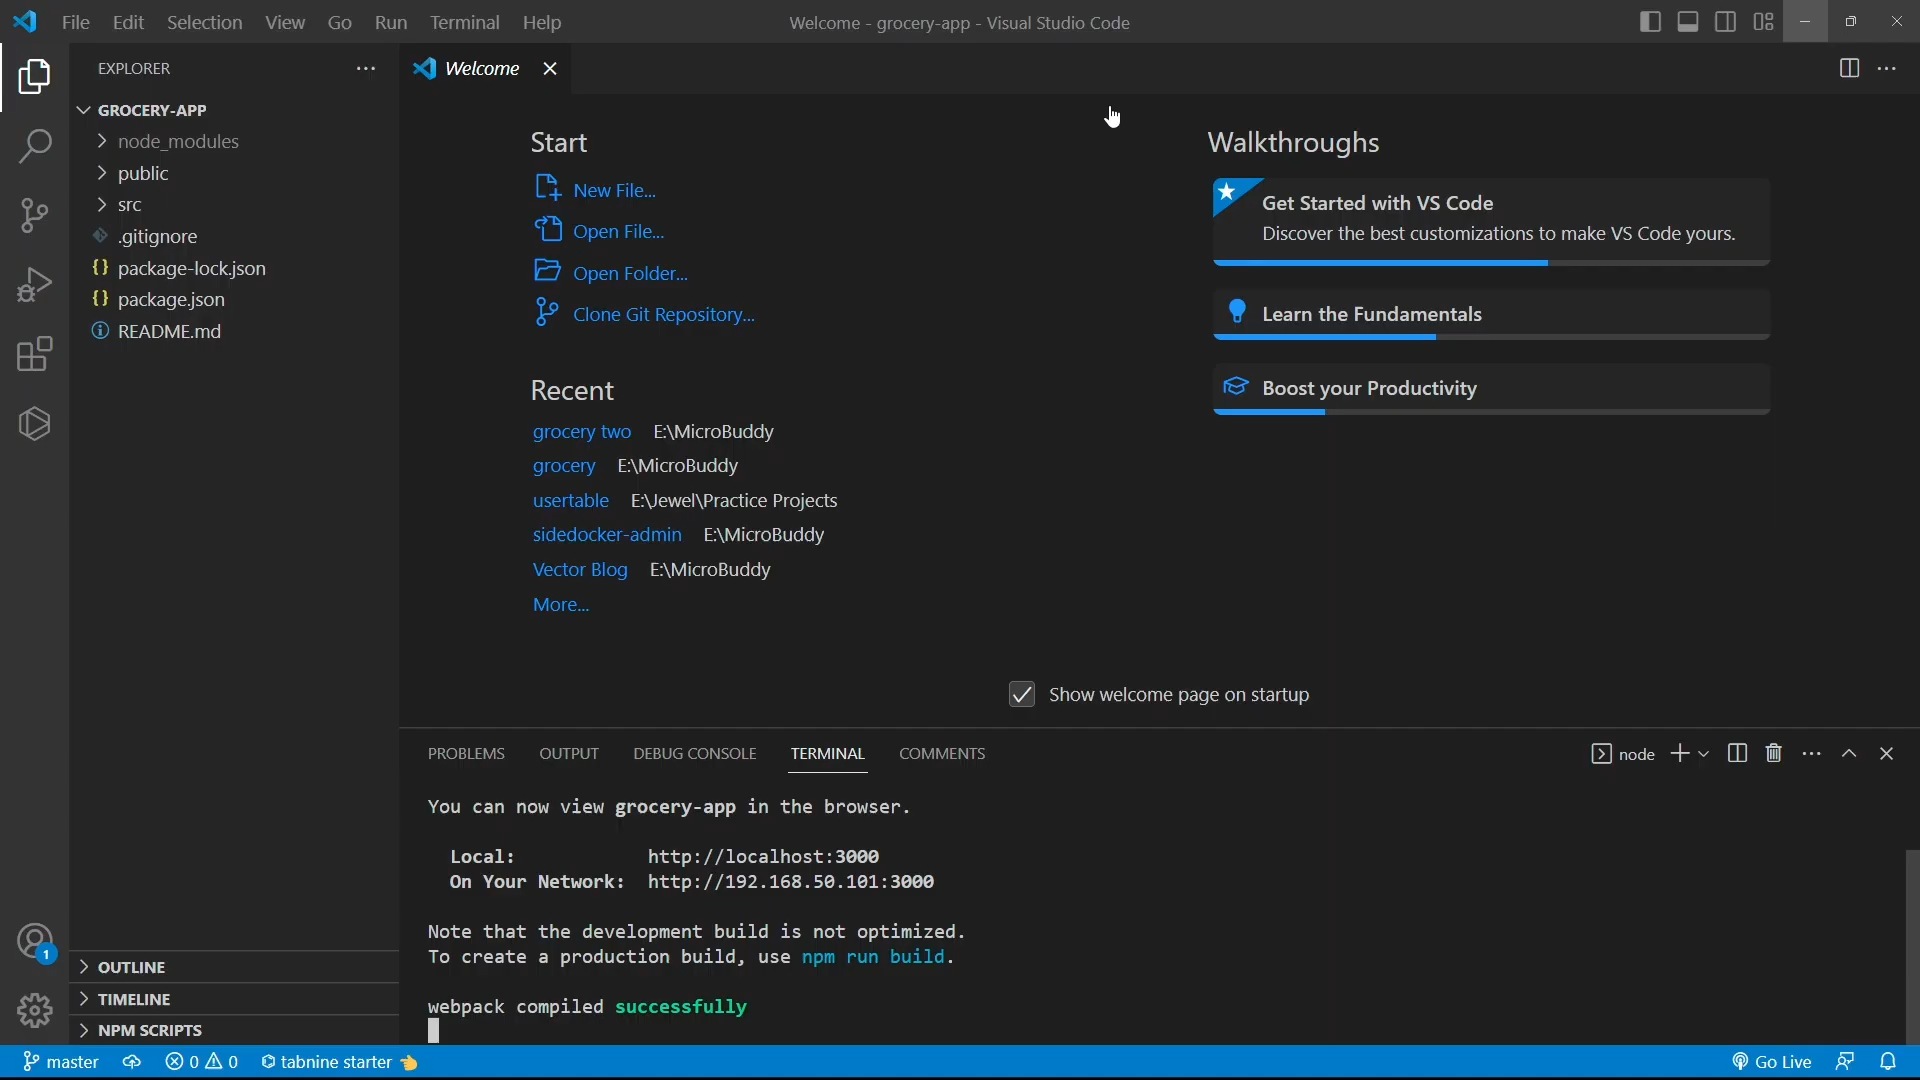 File Edit Selection View Go Run Terminal Help
Welcome - grocery-app - Visual Studio Code
EXPLORER
GROCERY-APP
node_modules
public
src
.gitignore
package-lock.json
package.json
README.md
OUTLINE
TIMELINE
NPM SCRIPTS
Welcome
Start
New File...
Open File...
Open Folder...
Clone Git Repository...
Recent
grocery two E:\MicroBuddy
grocery E:\MicroBuddy
usertable E:\Jewel\Practice Projects
sidedocker-admin E:\MicroBuddy
Vector Blog E:\MicroBuddy
More...
Walkthroughs
Get Started with VS Code
Discover the best customizations to make VS Code yours.
Learn the Fundamentals
Boost your Productivity
Show welcome page on startup
PROBLEMS OUTPUT DEBUG CONSOLE TERMINAL COMMENTS
node
You can now view grocery-app in the browser.
Local: http://localhost:3000
On Your Network: http://192.168.50.101:3000
Note that the development build is not optimized.
To create a production build, use npm run build.
webpack compiled successfully
1
master 0 0 tabnine starter
Go Live